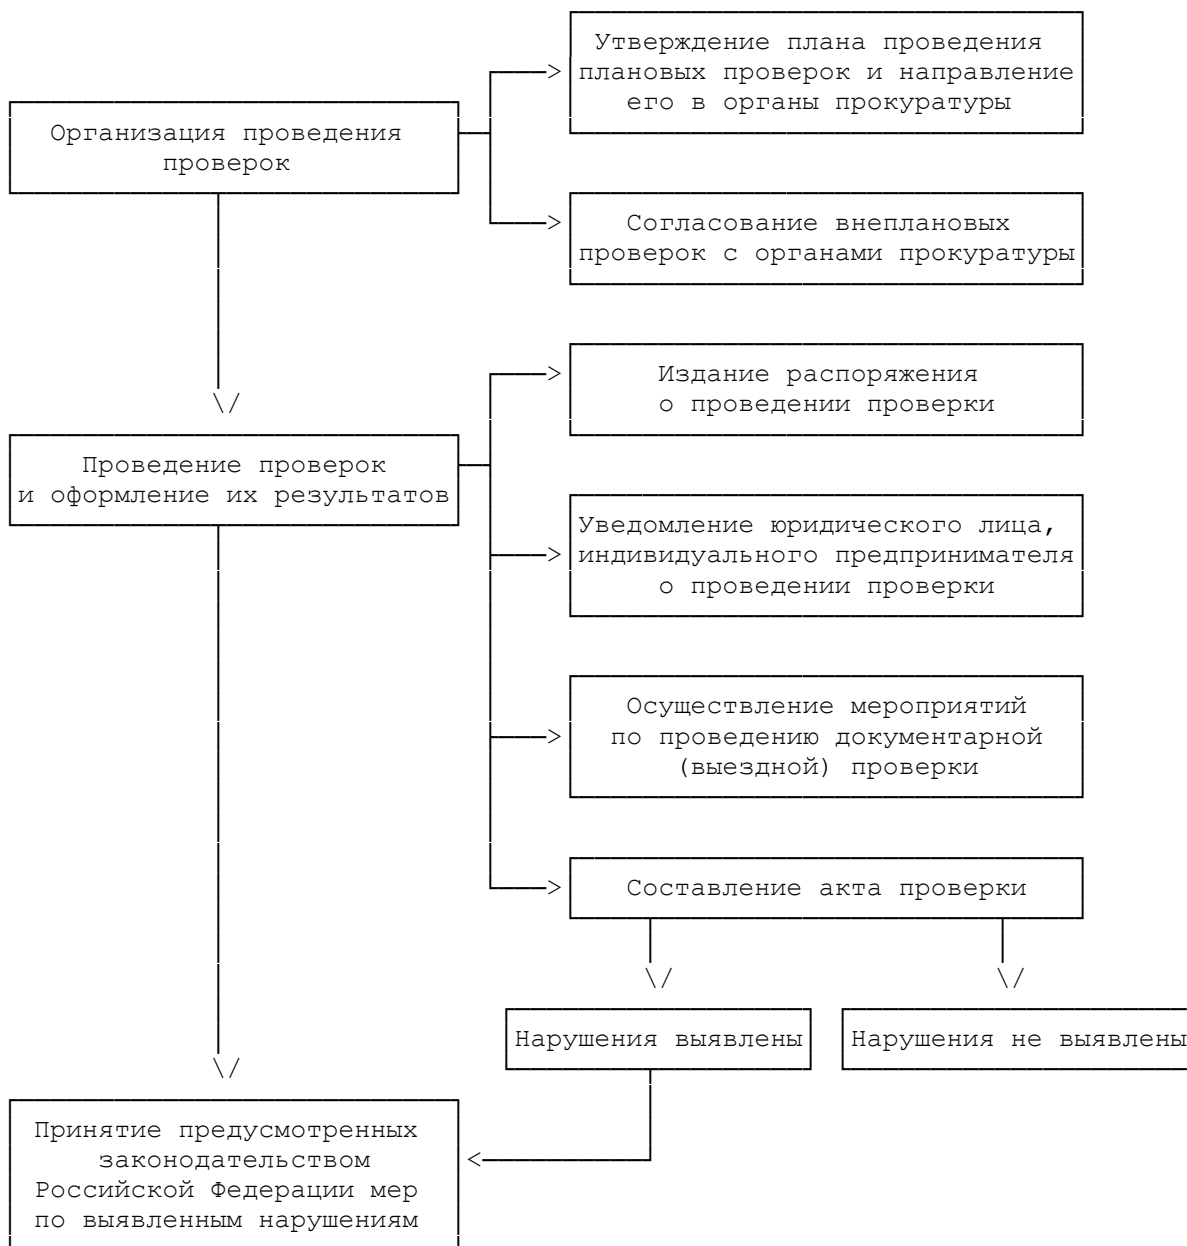 Утверждение плана проведения
плановых проверок и направление
его в органы прокуратуры
Организация проведения
проверок
Согласование внеплановых
проверок с органами прокуратуры
Издание распоряжения
о проведении проверки
Проведение проверок
и оформление их результатов
Уведомление юридического лица,
индивидуального предпринимателя
о проведении проверки
Осуществление мероприятий
по проведению документарной
(выездной) проверки
Составление акта проверки
Нарушения выявлены
Нарушения не выявлены
Принятие предусмотренных
законодательством
Российской Федерации мер
по выявленным нарушениям